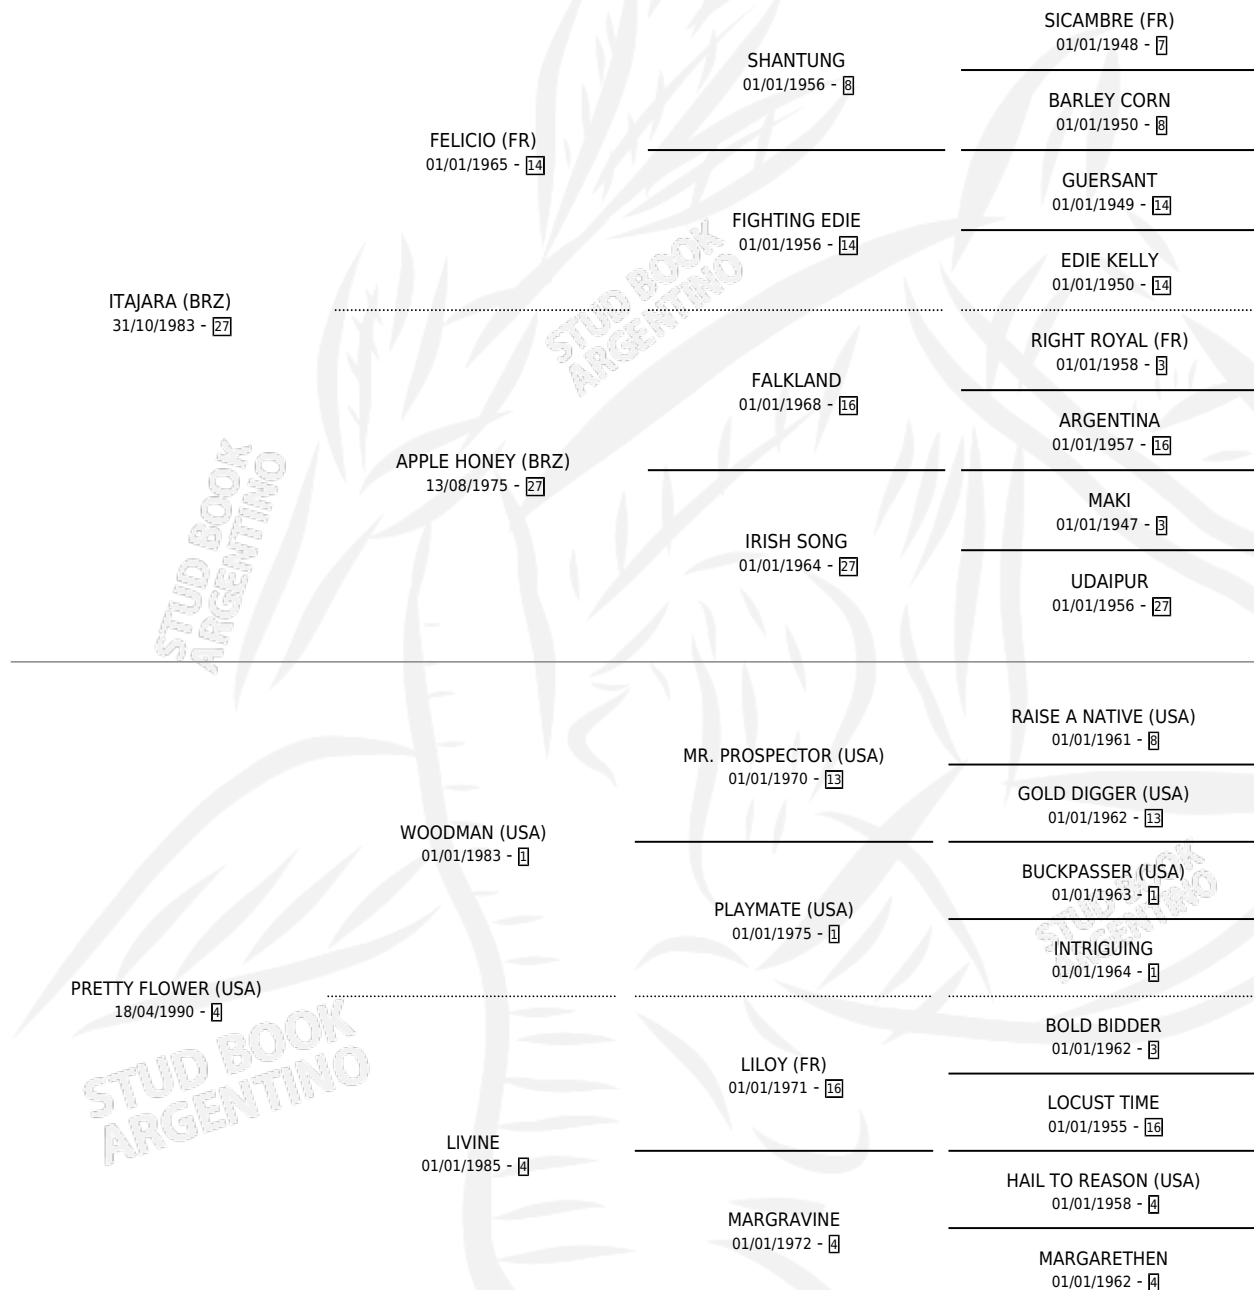 SICAMBRE (FR)
01/01/1948 - 7
SHANTUNG
01/01/1956 - 8
BARLEY CORN
01/01/1950 - 8
FELICIO (FR)
01/01/1965 - 14
GUERSANT
01/01/1949 - 14
FIGHTING EDIE
01/01/1956 - 14
EDIE KELLY
01/01/1950 - 14
ITAJARA (BRZ)
31/10/1983 - 27
RIGHT ROYAL (FR)
01/01/1958 - 3
FALKLAND
01/01/1968 - 16
ARGENTINA
01/01/1957 - 16
APPLE HONEY (BRZ)
13/08/1975 - 27
MAKI
01/01/1947 - 3
IRISH SONG
01/01/1964 - 27
UDAIPUR
01/01/1956 - 27
RAISE A NATIVE (USA)
01/01/1961 - 8
MR. PROSPECTOR (USA)
01/01/1970 - 13
GOLD DIGGER (USA)
01/01/1962 - 13
WOODMAN (USA)
01/01/1983 - 1
BUCKPASSER (USA)
01/01/1963 - 1
PLAYMATE (USA)
01/01/1975 - 1
INTRIGUING
01/01/1964 - 1
PRETTY FLOWER (USA)
18/04/1990 - 4
BOLD BIDDER
01/01/1962 - 3
LILOY (FR)
01/01/1971 - 16
LOCUST TIME
01/01/1955 - 16
LIVINE
01/01/1985 - 4
HAIL TO REASON (USA)
01/01/1958 - 4
MARGRAVINE
01/01/1972 - 4
MARGARETHEN
01/01/1962 - 4
STUD BOOK
ARGENTINO
STUD BOOK
ARGENTINO
STUD BOOK
ARGENTINO
STUD BOOK
ARGENTINO